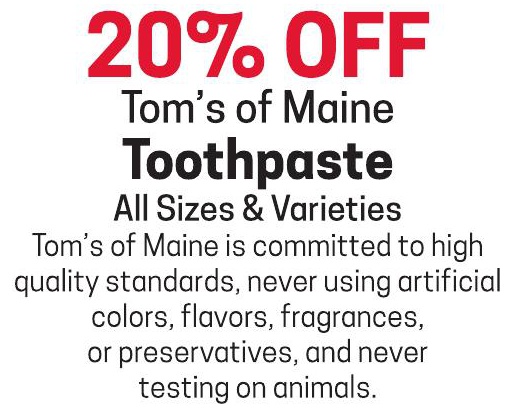 20% OFF
Tom's of Maine
Toothpaste
All Sizes & Varieties
Tom's of Maine is committed to high
quality standards, never using artificial
colors, flavors, fragrances,
or preservatives, and never
testing on animals.